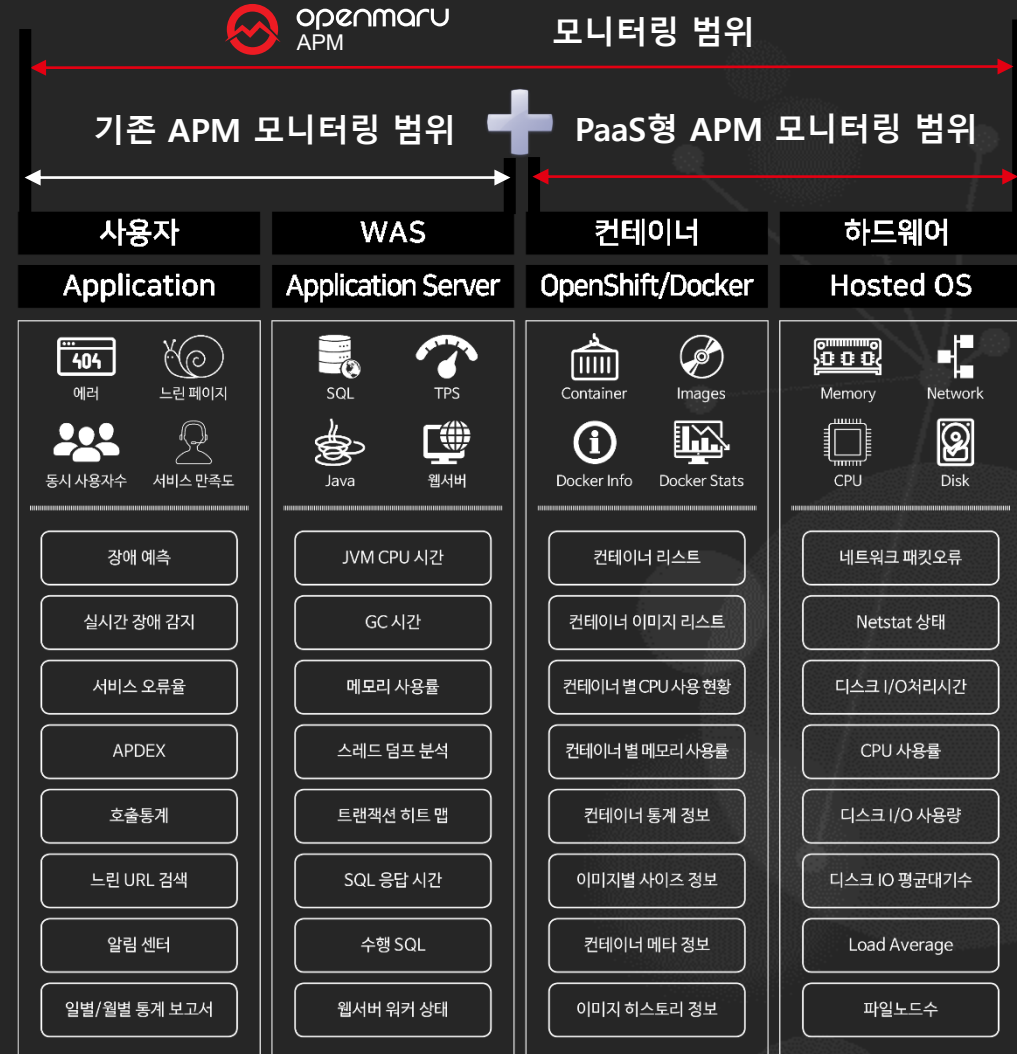 openmaru
APM
모니터링 범위
기존 APM 모니터링 범위
PaaS형 APM 모니터링 범위
사용자
WAS
컨테이너
하드웨어
Application
Application Server
OpenShift/Docker
Hosted OS
404
에러
느린 페이지
동시 사용자수
서비스 만족도
SQL
TPS
Java
웹서버
Container
Images
Docker Info
Docker Stats
Memory
Network
CPU
Disk
장애 예측
실시간 장애 감지
서비스 오류율
APDEX
호출통계
느린 URL 검색
알림 센터
일별/월별 통계 보고서
JVM CPU 시간
GC 시간
메모리 사용률
스레드 덤프 분석
트랜잭션 히트 맵
SQL 응답 시간
수행 SQL
웹서버 워커 상태
컨테이너 리스트
컨테이너 이미지 리스트
컨테이너 별 CPU 사용 현황
컨테이너 별 메모리 사용률
컨테이너 통계 정보
이미지별 사이즈 정보
컨테이너 메타 정보
이미지 히스토리 정보
네트워크 패킷오류
Netstat 상태
디스크 I/O처리시간
CPU 사용률
디스크 I/O 사용량
디스크 IO 평균대기수
Load Average
파일노드수